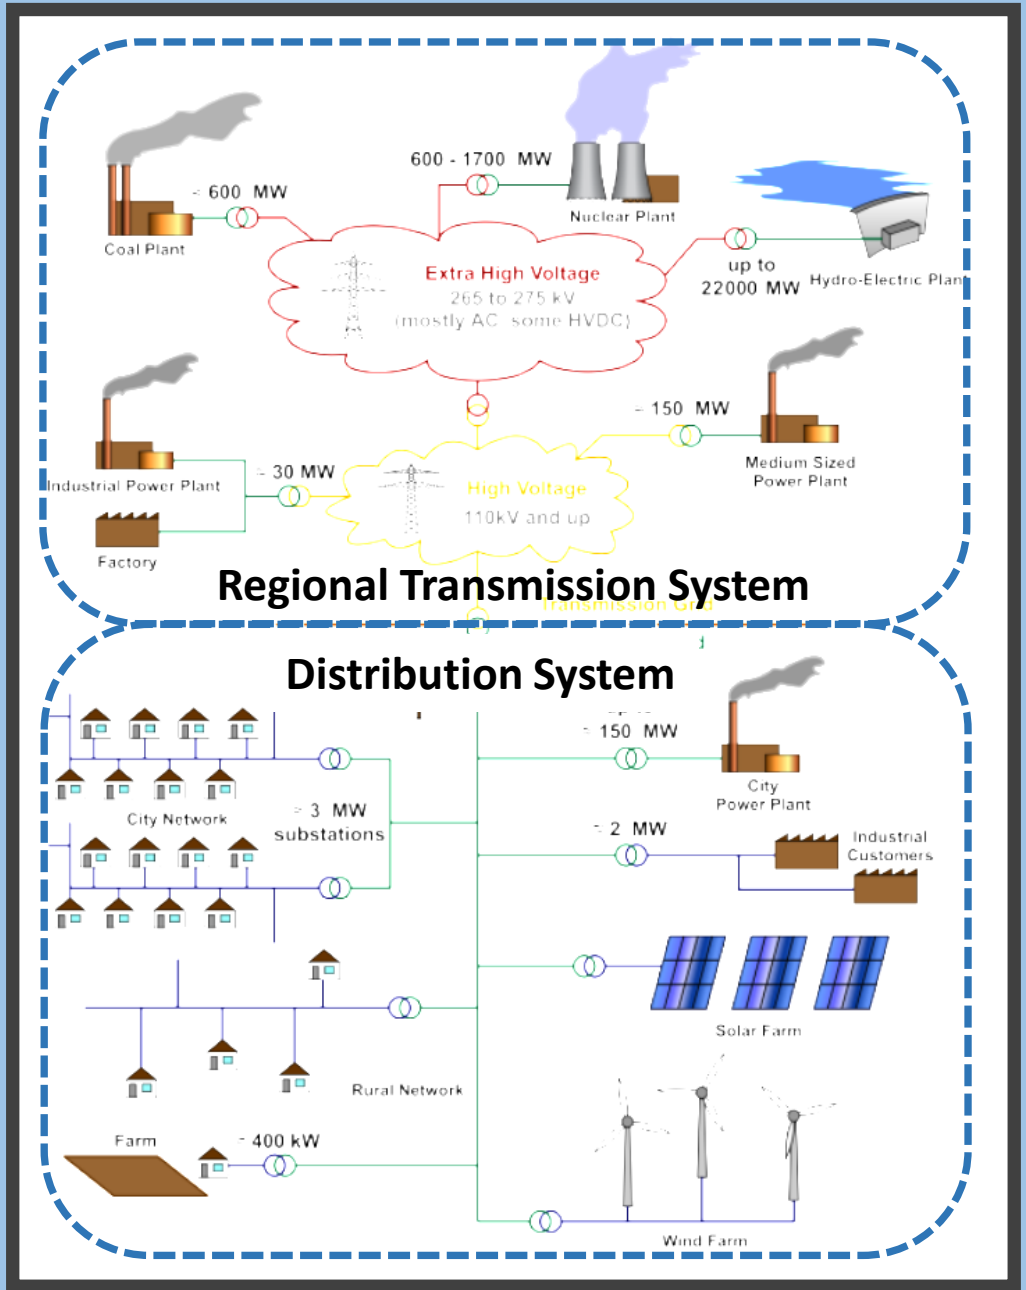 600 - 1700 MW
= 600 MW
Nuclear Plant
Coal Plant
up to
22000 MW
Hydro-Electric Plant
Extra High Voltage
265 to 275 kV
(mostly AC some HVDC)
= 150 MW
Medium Sized
Power Plant
= 30 MW
Industrial Power Plant
Factory
High Voltage
110kV and up
Regional Transmission System
Transmission Grid
Distribution System
= 150 MW
City
Power Plant
City Network
= 3 MW
substations
= 2 MW
Industrial
Customers
Solar Farm
Rural Network
Farm
= 400 kW
Wind Farm